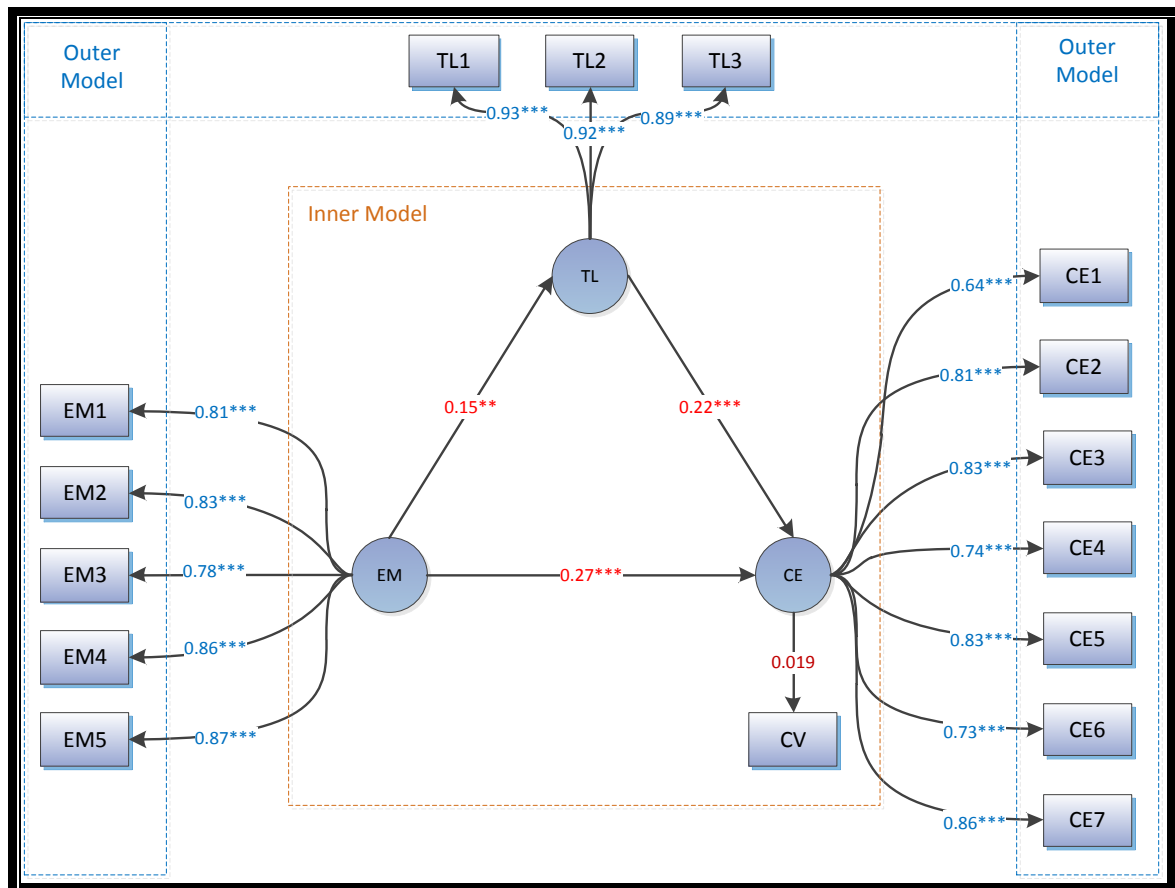 Outer
Model
TL1
TL2
TL3
Outer
Model
0.93***
0.92***
0.89***
Inner Model
TL
EM1
EM2
EM3
EM4
EM5
0.81***
0.83***
0.78***
0.86***
0.87***
0.15**
0.22***
EM
0.27***
CE
0.019
CV
0.64***
0.81***
0.83***
0.74***
0.83***
0.73***
0.86***
CE1
CE2
CE3
CE4
CE5
CE6
CE7